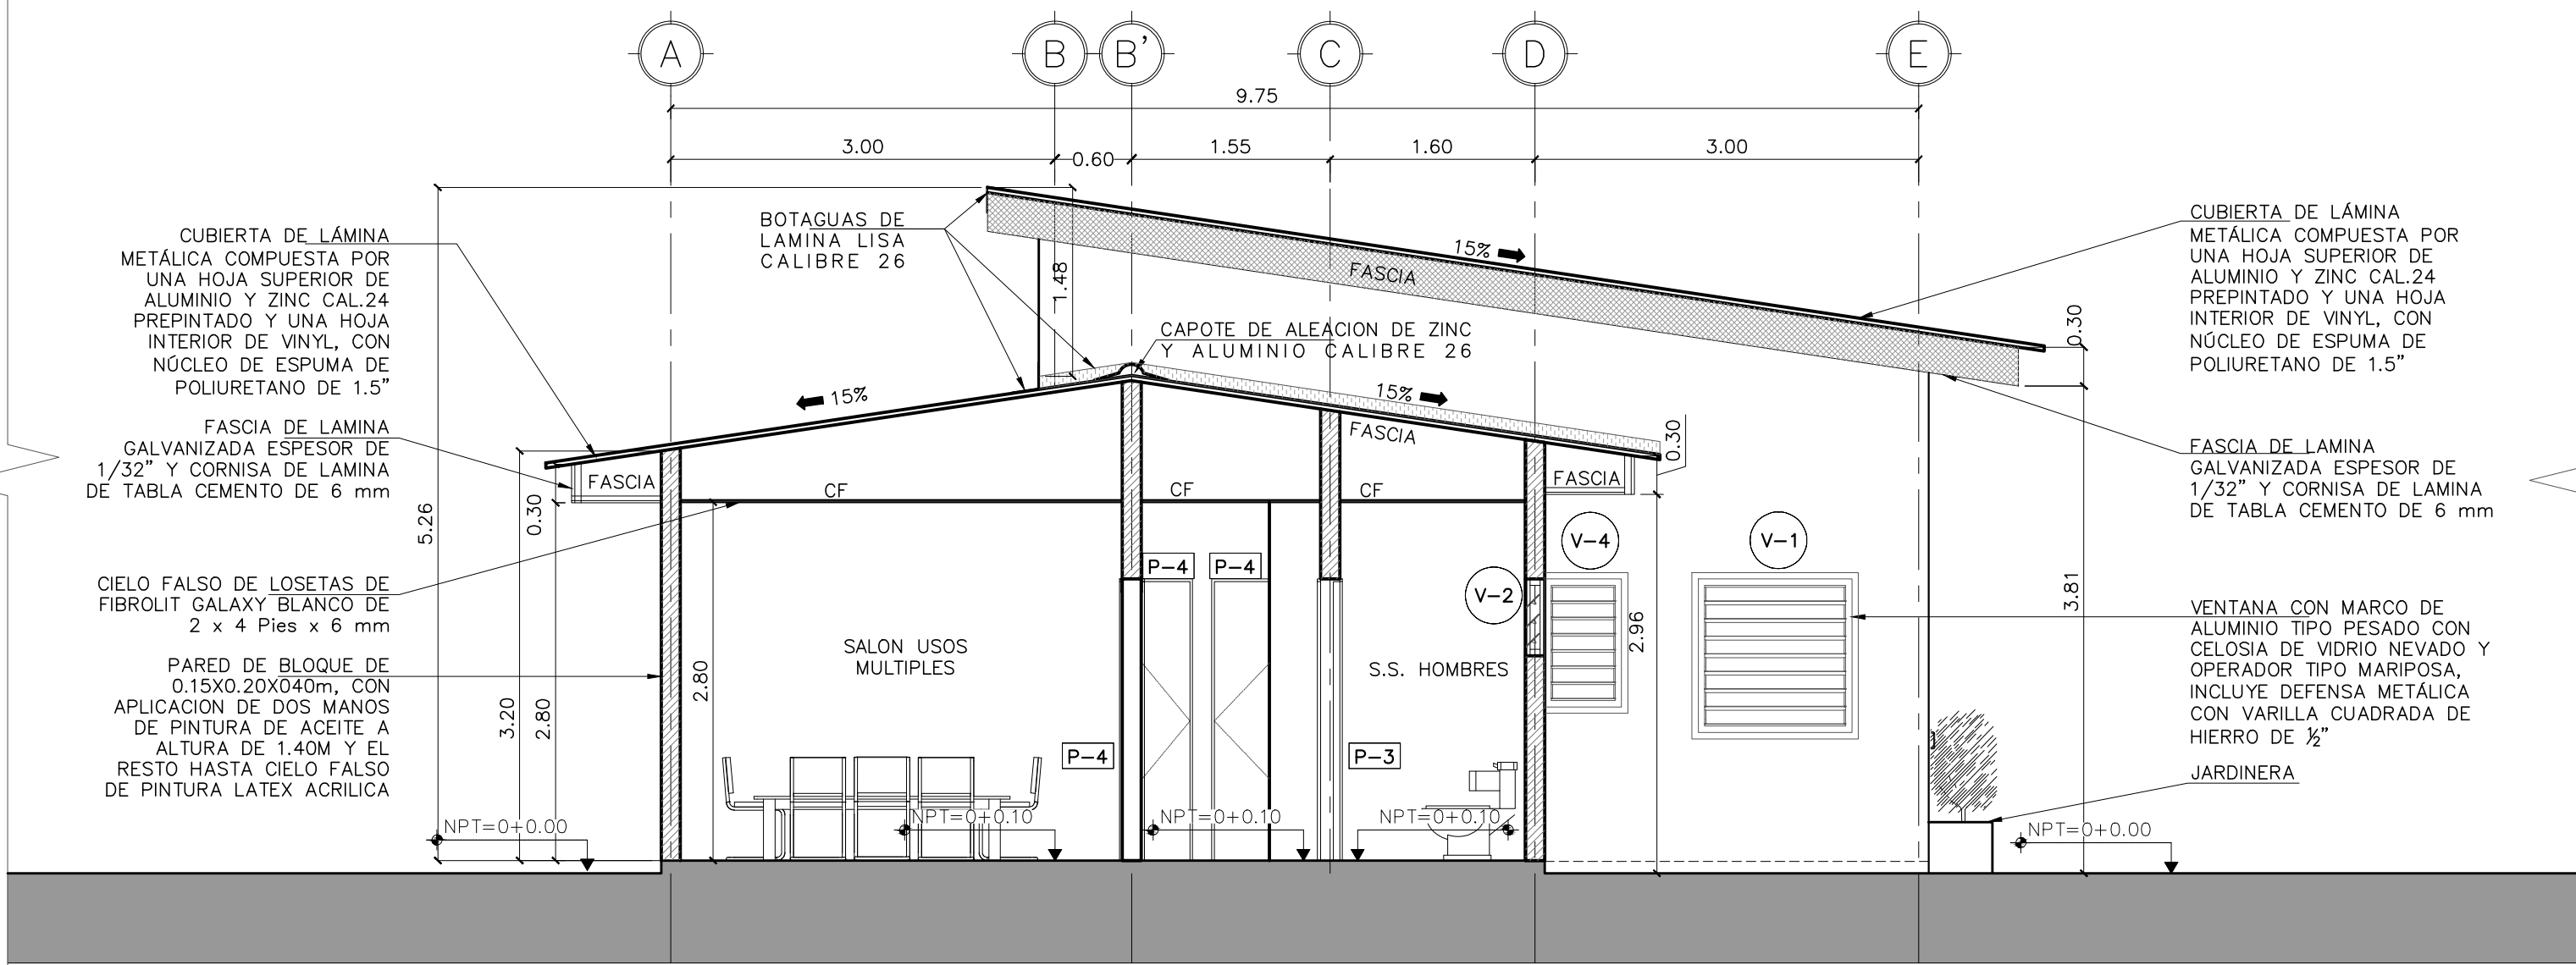 A
B
B'
C
D
E
9.75
3.00
0.60
1.55
1.60
3.00
CUBIERTA DE LÁMINA
METÁLICA COMPUESTA POR
UNA HOJA SUPERIOR DE
ALUMINIO Y ZINC CAL.24
PREPINTADO Y UNA HOJA
INTERIOR DE VINYL, CON
NÚCLEO DE ESPUMA DE
POLIURETANO DE 1.5"
FASCIA DE LAMINA
GALVANIZADA ESPESOR DE
1/32" Y CORNISA DE LAMINA
DE TABLA CEMENTO DE 6 mm
CIELO FALSO DE LOSETAS DE
FIBROLIT GALAXY BLANCO DE
2 x 4 Pies x 6 mm
PARED DE BLOQUE DE
0.15X0.20X040m, CON
APLICACION DE DOS MANOS
DE PINTURA DE ACEITE A
ALTURA DE 1.40M Y EL
RESTO HASTA CIELO FALSO
DE PINTURA LATEX ACRILICA
5.26
3.20
0.30
2.80
NPT=0+0.00
BOTAGUAS DE
LAMINA LISA
CALIBRE 26
1.48
15%
FASCIA
CAPOTE DE ALEACION DE ZINC
Y ALUMINIO CALIBRE 26
15%
15%
FASCIA
FASCIA
CF
CF
CF
FASCIA
0.30
2.80
SALON USOS
MULTIPLES
P-4
P-4
P-4
P-3
S.S. HOMBRES
V-2
V-4
V-1
2.96
NPT=0+0.10
NPT=0+0.10
NPT=0+0.10
0.30
3.81
NPT=0+0.00
CUBIERTA DE LÁMINA
METÁLICA COMPUESTA POR
UNA HOJA SUPERIOR DE
ALUMINIO Y ZINC CAL.24
PREPINTADO Y UNA HOJA
INTERIOR DE VINYL, CON
NÚCLEO DE ESPUMA DE
POLIURETANO DE 1.5"
FASCIA DE LAMINA
GALVANIZADA ESPESOR DE
1/32" Y CORNISA DE LAMINA
DE TABLA CEMENTO DE 6 mm
VENTANA CON MARCO DE
ALUMINIO TIPO PESADO CON
CELOSIA DE VIDRIO NEVADO Y
OPERADOR TIPO MARIPOSA,
INCLUYE DEFENSA METÁLICA
CON VARILLA CUADRADA DE
HIERRO DE ½"
JARDINERA